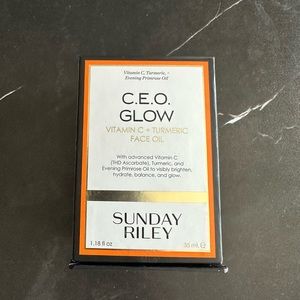 Vitamin C, Turmeric, +
Evening Primrose Oil
C.E.O.
GLOW
VITAMIN C + TURMERIC
FACE OIL
With advanced Vitamin C
(THD Ascorbate), Turmeric, and
Evening Primrose Oil to visibly brighten,
hydrate, balance, and glow.
SUNDAY
RILEY
1.18 fl oz 35 mL ℮